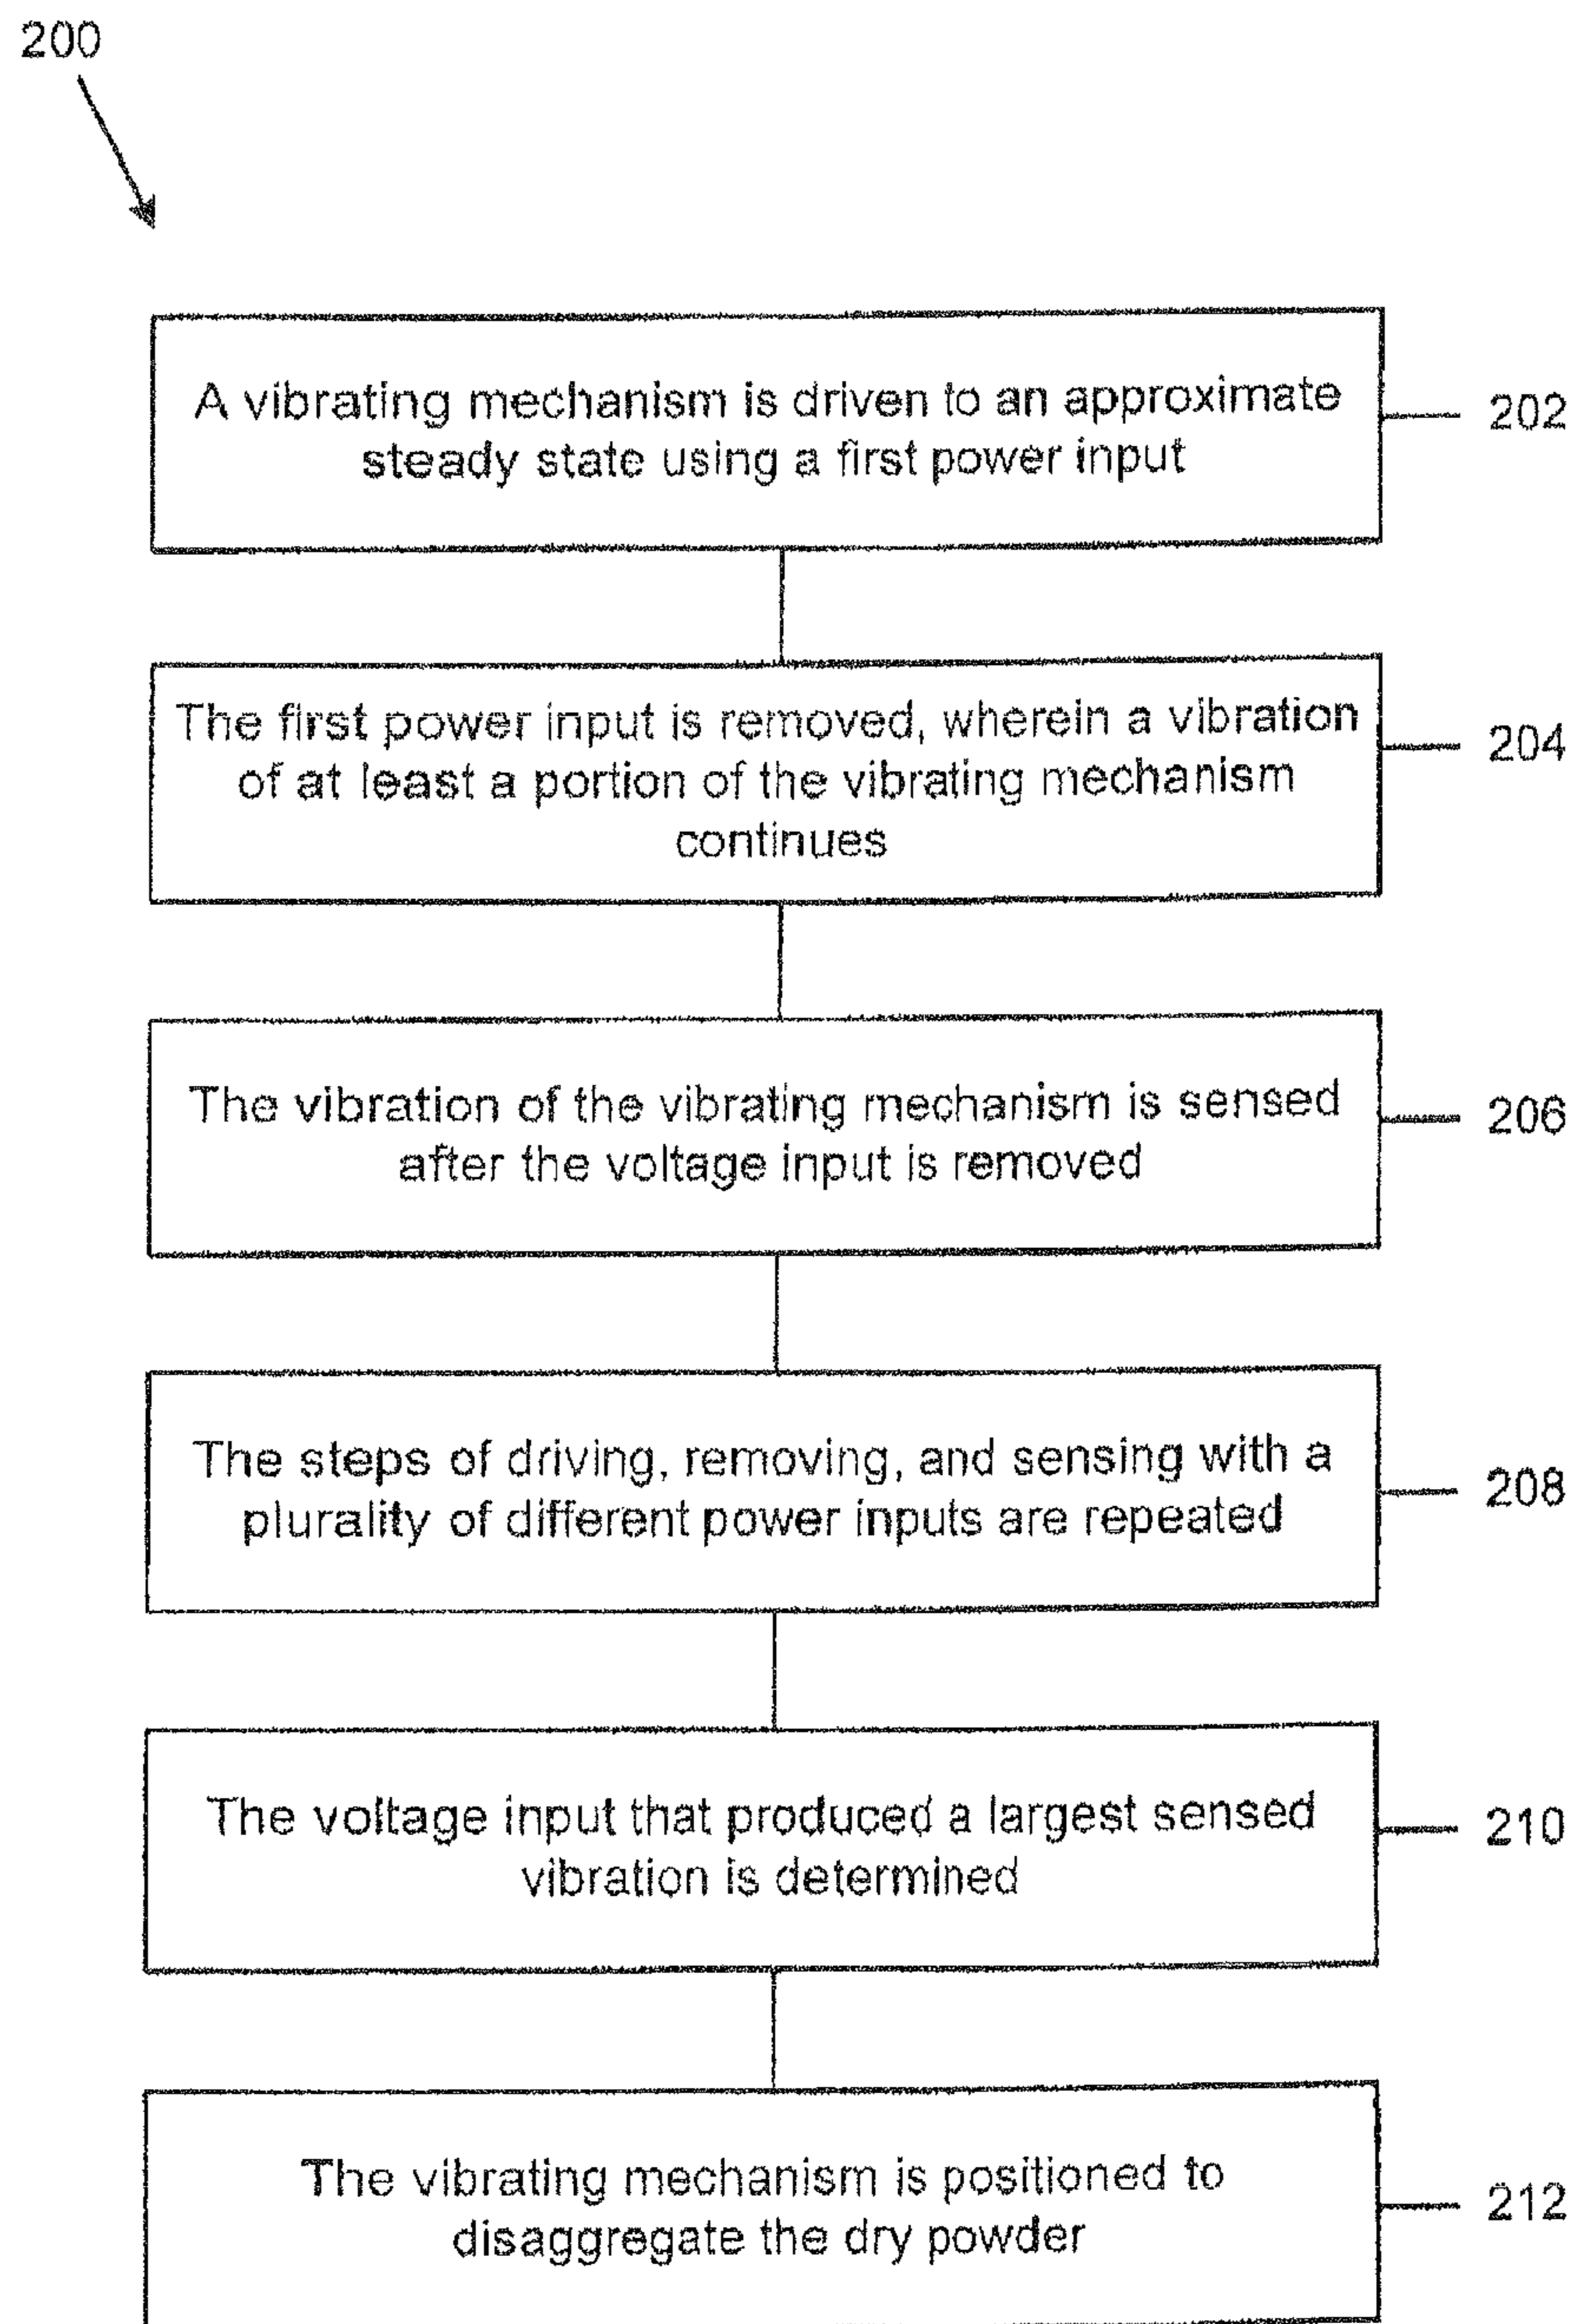 200
A vibrating mechanism is driven to an approximate
steady state using a first power input
202
The first power input is removed, wherein a vibration
of at least a portion of the vibrating mechanism
continues
204
The vibration of the vibrating mechanism is sensed
after the voltage input is removed
206
The steps of driving, removing, and sensing with a
plurality of different power inputs are repeated
208
The voltage input that produced a largest sensed
vibration is determined
210
The vibrating mechanism is positioned to
disaggregate the dry powder
212